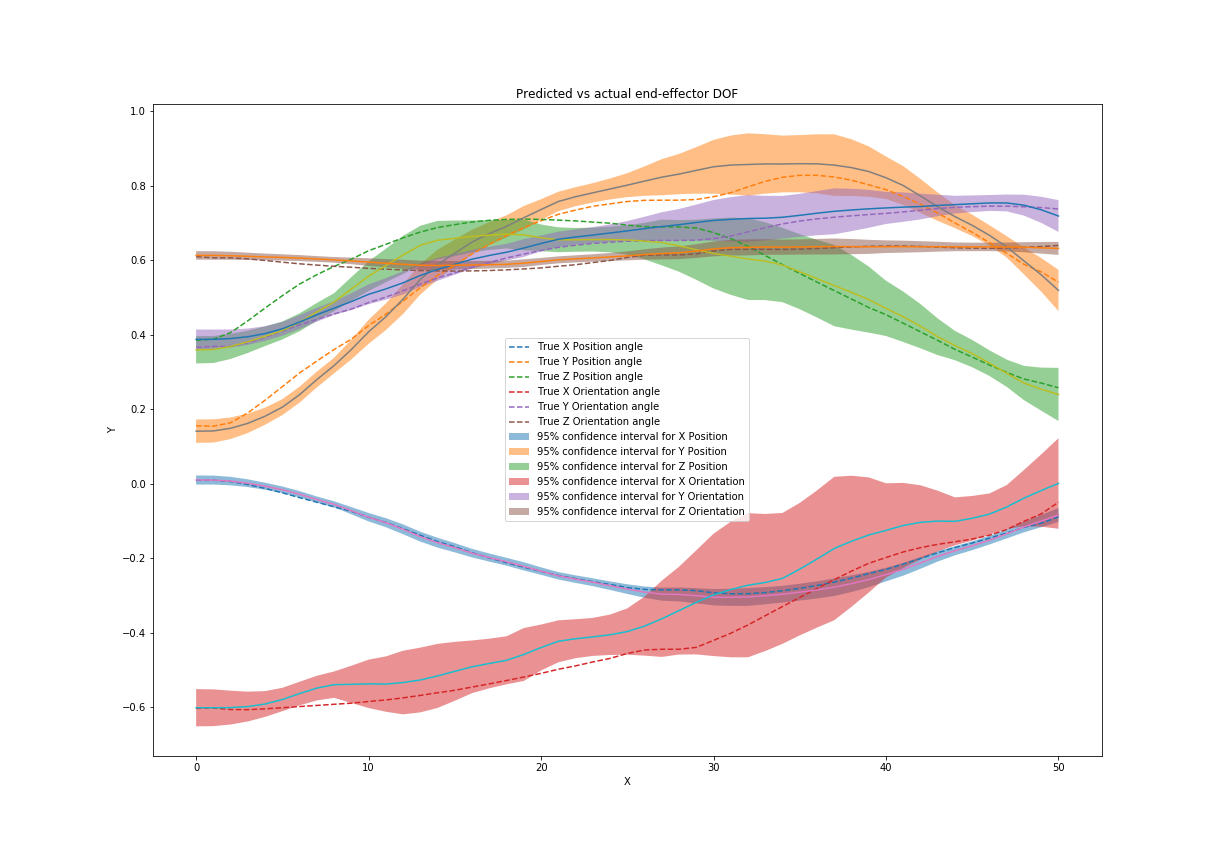 Predicted vs actual end-effector DOF
1.0
0.8
0.6
0.4
0.2
0.0
−0.2
−0.4
−0.6
Y
True X Position angle
True Y Position angle
True Z Position angle
True X Orientation angle
True Y Orientation angle
True Z Orientation angle
95% confidence interval for X Position
95% confidence interval for Y Position
95% confidence interval for Z Position
95% confidence interval for X Orientation
95% confidence interval for Y Orientation
95% confidence interval for Z Orientation
0 10 20 30 40 50
X